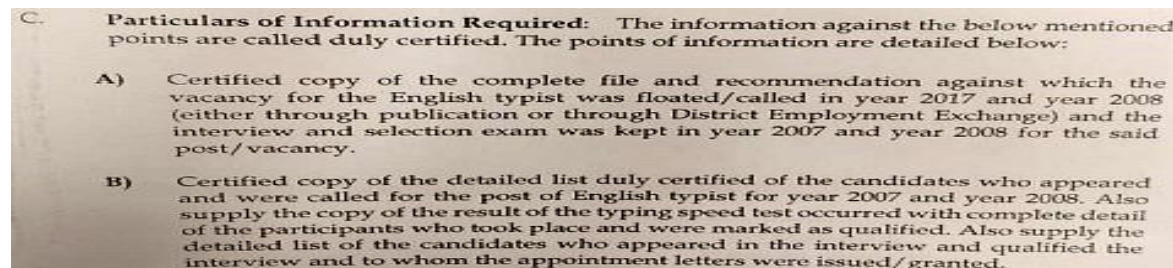 C. Particulars of Information Required: The information against the below mentioned
points are called duly certified. The points of information are detailed below:
A) Certified copy of the complete file and recommendation against which the
vacancy for the English typist was floated/called in year 2017 and year 2008
(either through publication or through District Employment Exchange) and the
interview and selection exam was kept in year 2007 and year 2008 for the said
post/vacancy.
B) Certified copy of the detailed list duly certified of the candidates who appeared
and were called for the post of English typist for year 2007 and year 2008. Also
supply the copy of the result of the typing speed test occurred with complete detail
of the participants who took place and were marked as qualified. Also supply the
detailed list of the candidates who appeared in the interview and qualified the
interview and to whom the appointment letters were issued/granted.